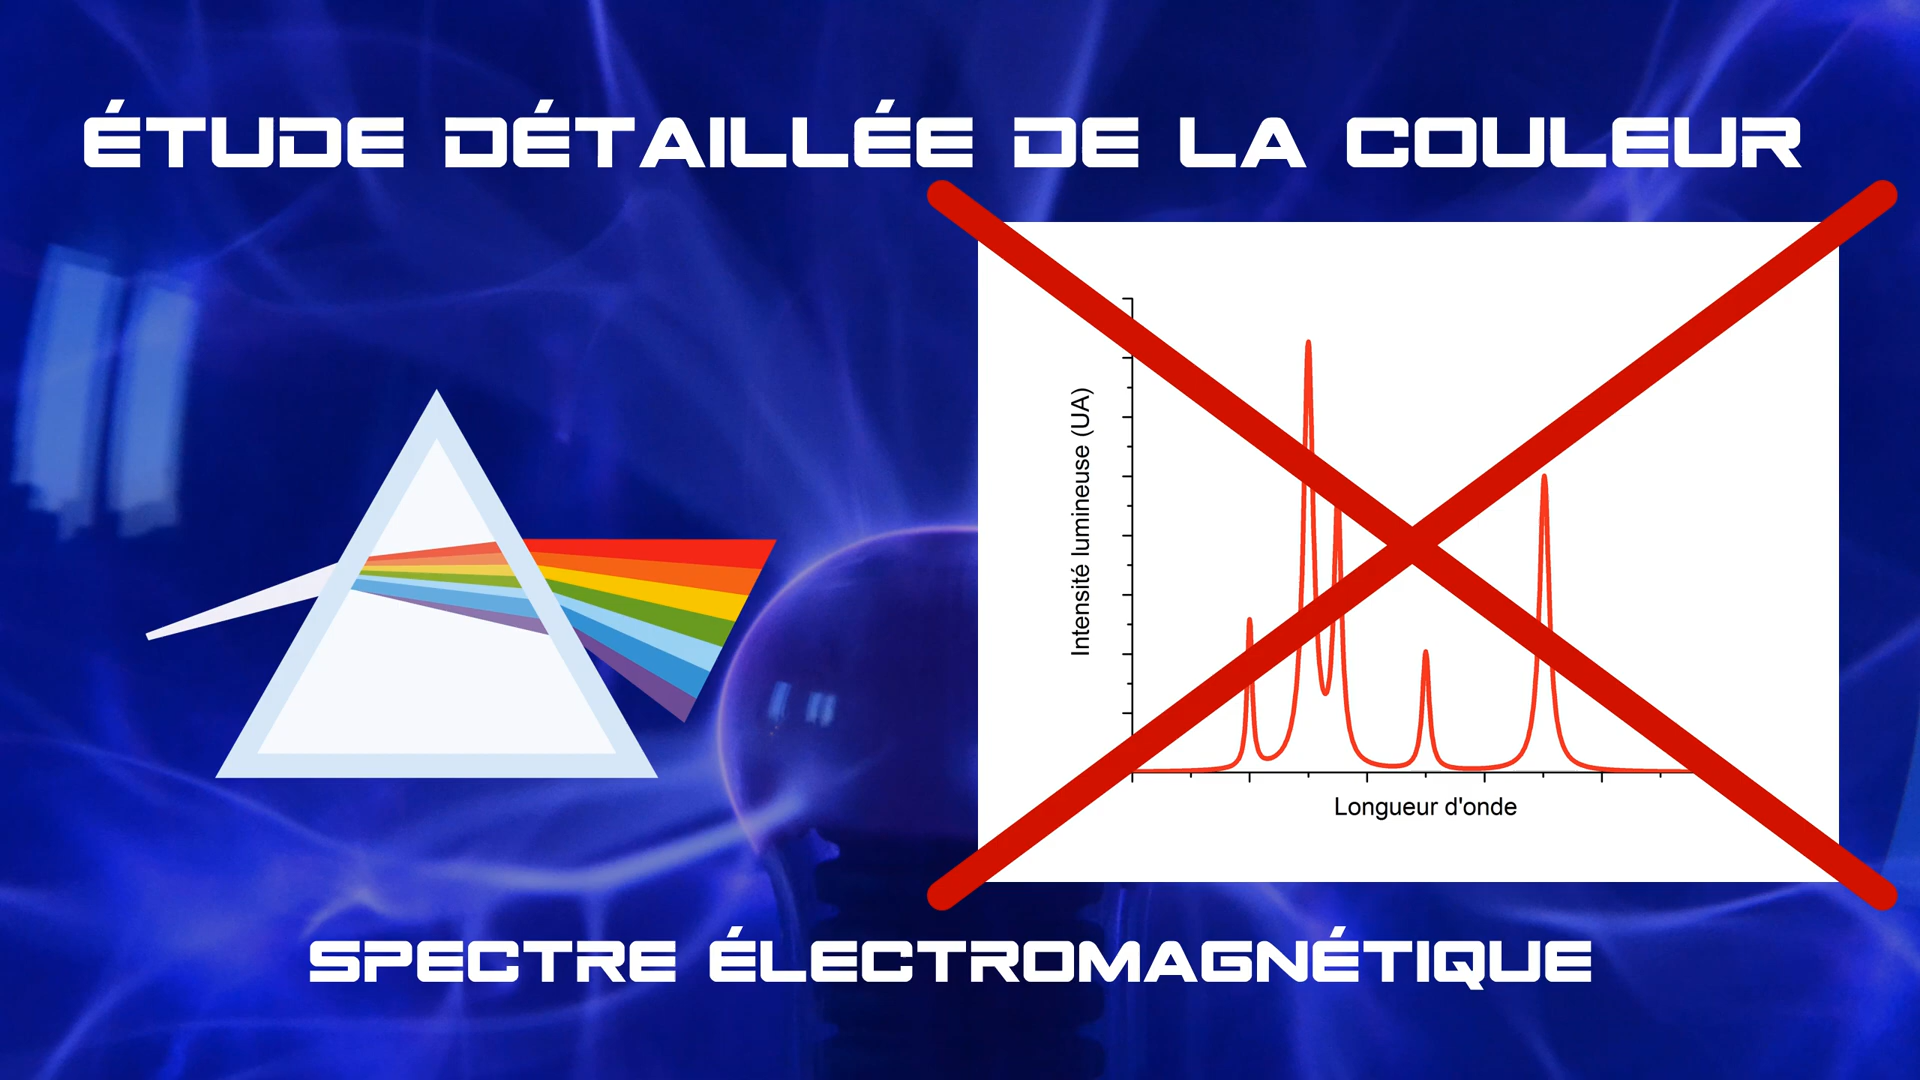 ÉTUDE DÉTAILLÉE DE LA COULEUR
Intensité lumineuse (UA)
Longueur d'onde
SPECTRE ÉLECTROMAGNÉTIQUE